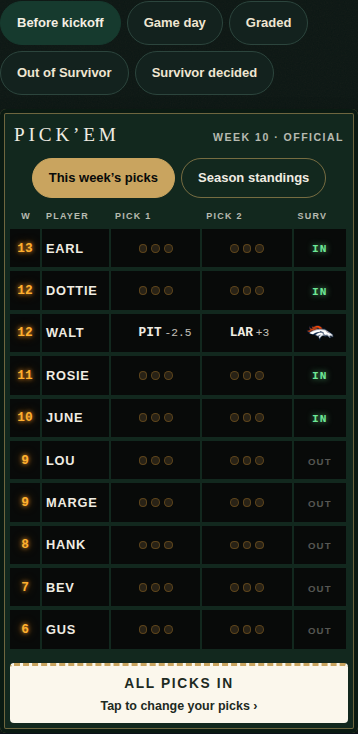 Before kickoff Game day Graded
Out of Survivor Survivor decided
PICK’EM WEEK 10 · OFFICIAL
This week’s picks Season standings
W PLAYER PICK 1 PICK 2 SURV
13 EARL IN
12 DOTTIE IN
12 WALT PIT -2.5 LAR +3
11 ROSIE IN
10 JUNE IN
9 LOU OUT
9 MARGE OUT
8 HANK OUT
7 BEV OUT
6 GUS OUT
ALL PICKS IN
Tap to change your picks ›